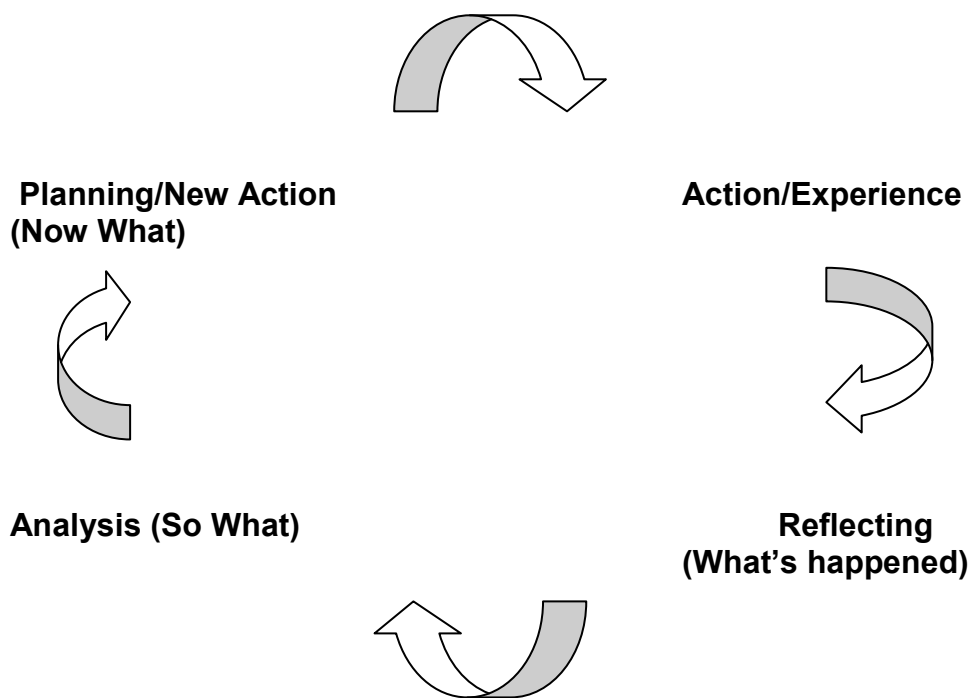 Planning/New Action
(Now What)
Action/Experience
Analysis (So What)
Reflecting
(What’s happened)